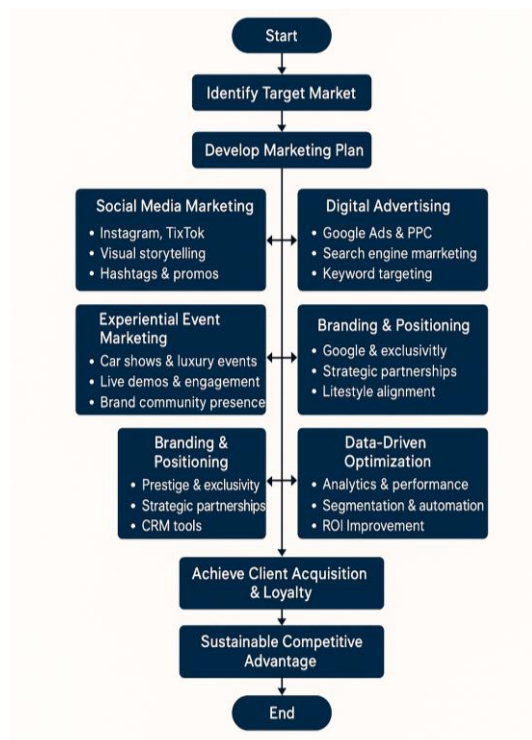 Start
Identify Target Market
Develop Marketing Plan
Social Media Marketing
• Instagram, TixTok
• Visual storytelling
• Hashtags & promos
Digital Advertising
• Google Ads & PPC
• Search engine marrketing
• Keyword targeting
Experiential Event
Marketing
• Car shows & luxury events
• Live demos & engagement
• Brand community presence
Branding & Positioning
• Google & exclusivitly
• Strategic partnerships
• Litestyle alignment
Branding &
Positioning
• Prestige & exclusivity
• Strategic partnerships
• CRM tools
Data-Driven
Optimization
• Analytics & performance
• Segmentation & automation
• ROI Improvement
Achieve Client Acquisition
& Loyalty
Sustainable Competitive
Advantage
End